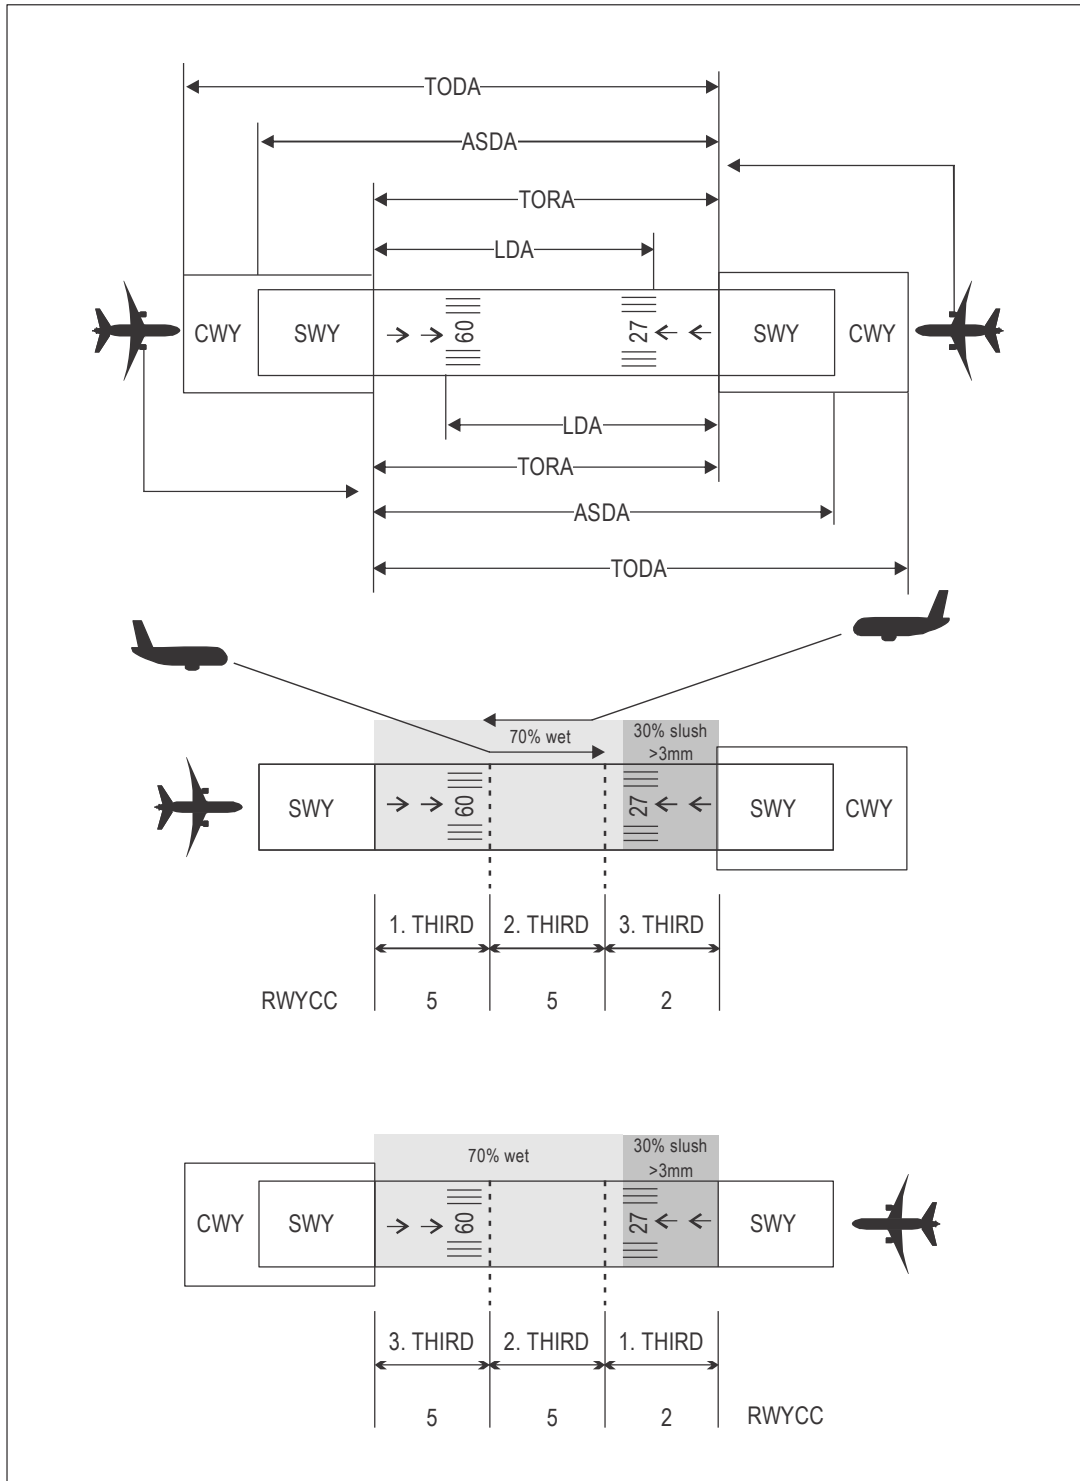 TODA
ASDA
TORA
LDA
CWY SWY 09 27 SWY CWY
LDA
TORA
ASDA
TODA
70% wet
30% slush
>3mm
SWY 09 27 SWY CWY
1. THIRD 2. THIRD 3. THIRD
RWYCC 5 5 2
70% wet
30% slush
>3mm
CWY SWY 09 27 SWY
3. THIRD 2. THIRD 1. THIRD
5 5 2 RWYCC